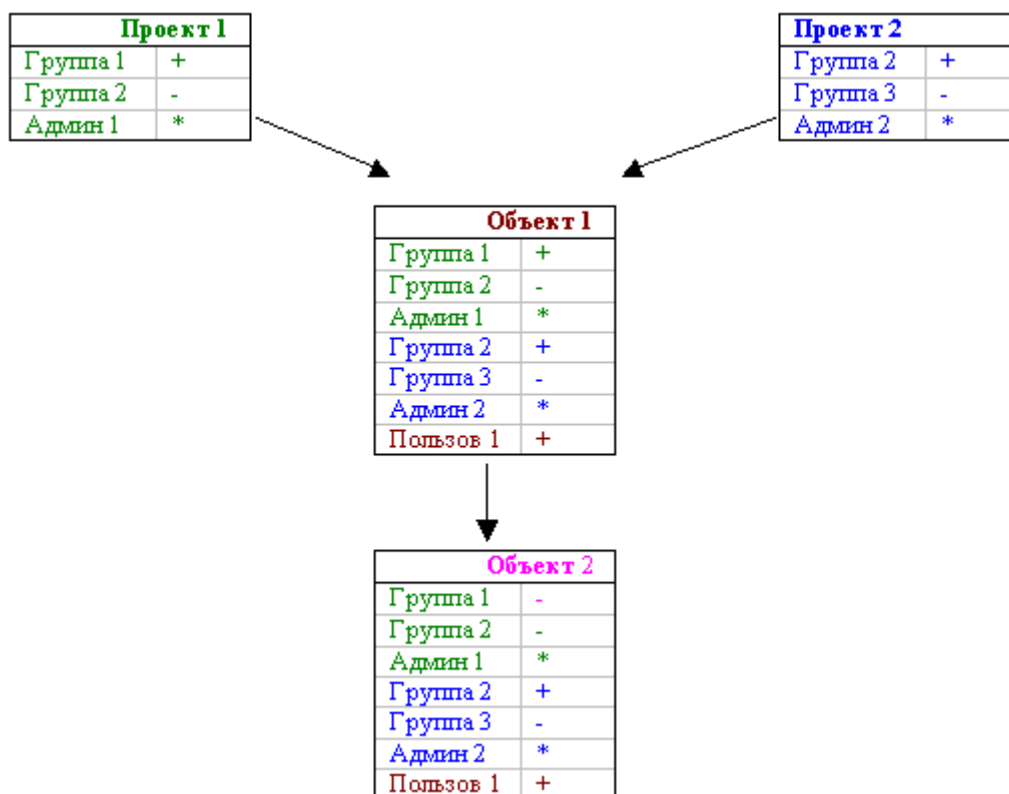 Проект 1
Группа 1 +
Группа 2 -
Админ 1 *
Проект 2
Группа 2 +
Группа 3 -
Админ 2 *
Объект 1
Группа 1 +
Группа 2 -
Админ 1 *
Группа 2 +
Группа 3 -
Админ 2 *
Пользов 1 +
Объект 2
Группа 1 -
Группа 2 -
Админ 1 *
Группа 2 +
Группа 3 -
Админ 2 *
Пользов 1 +